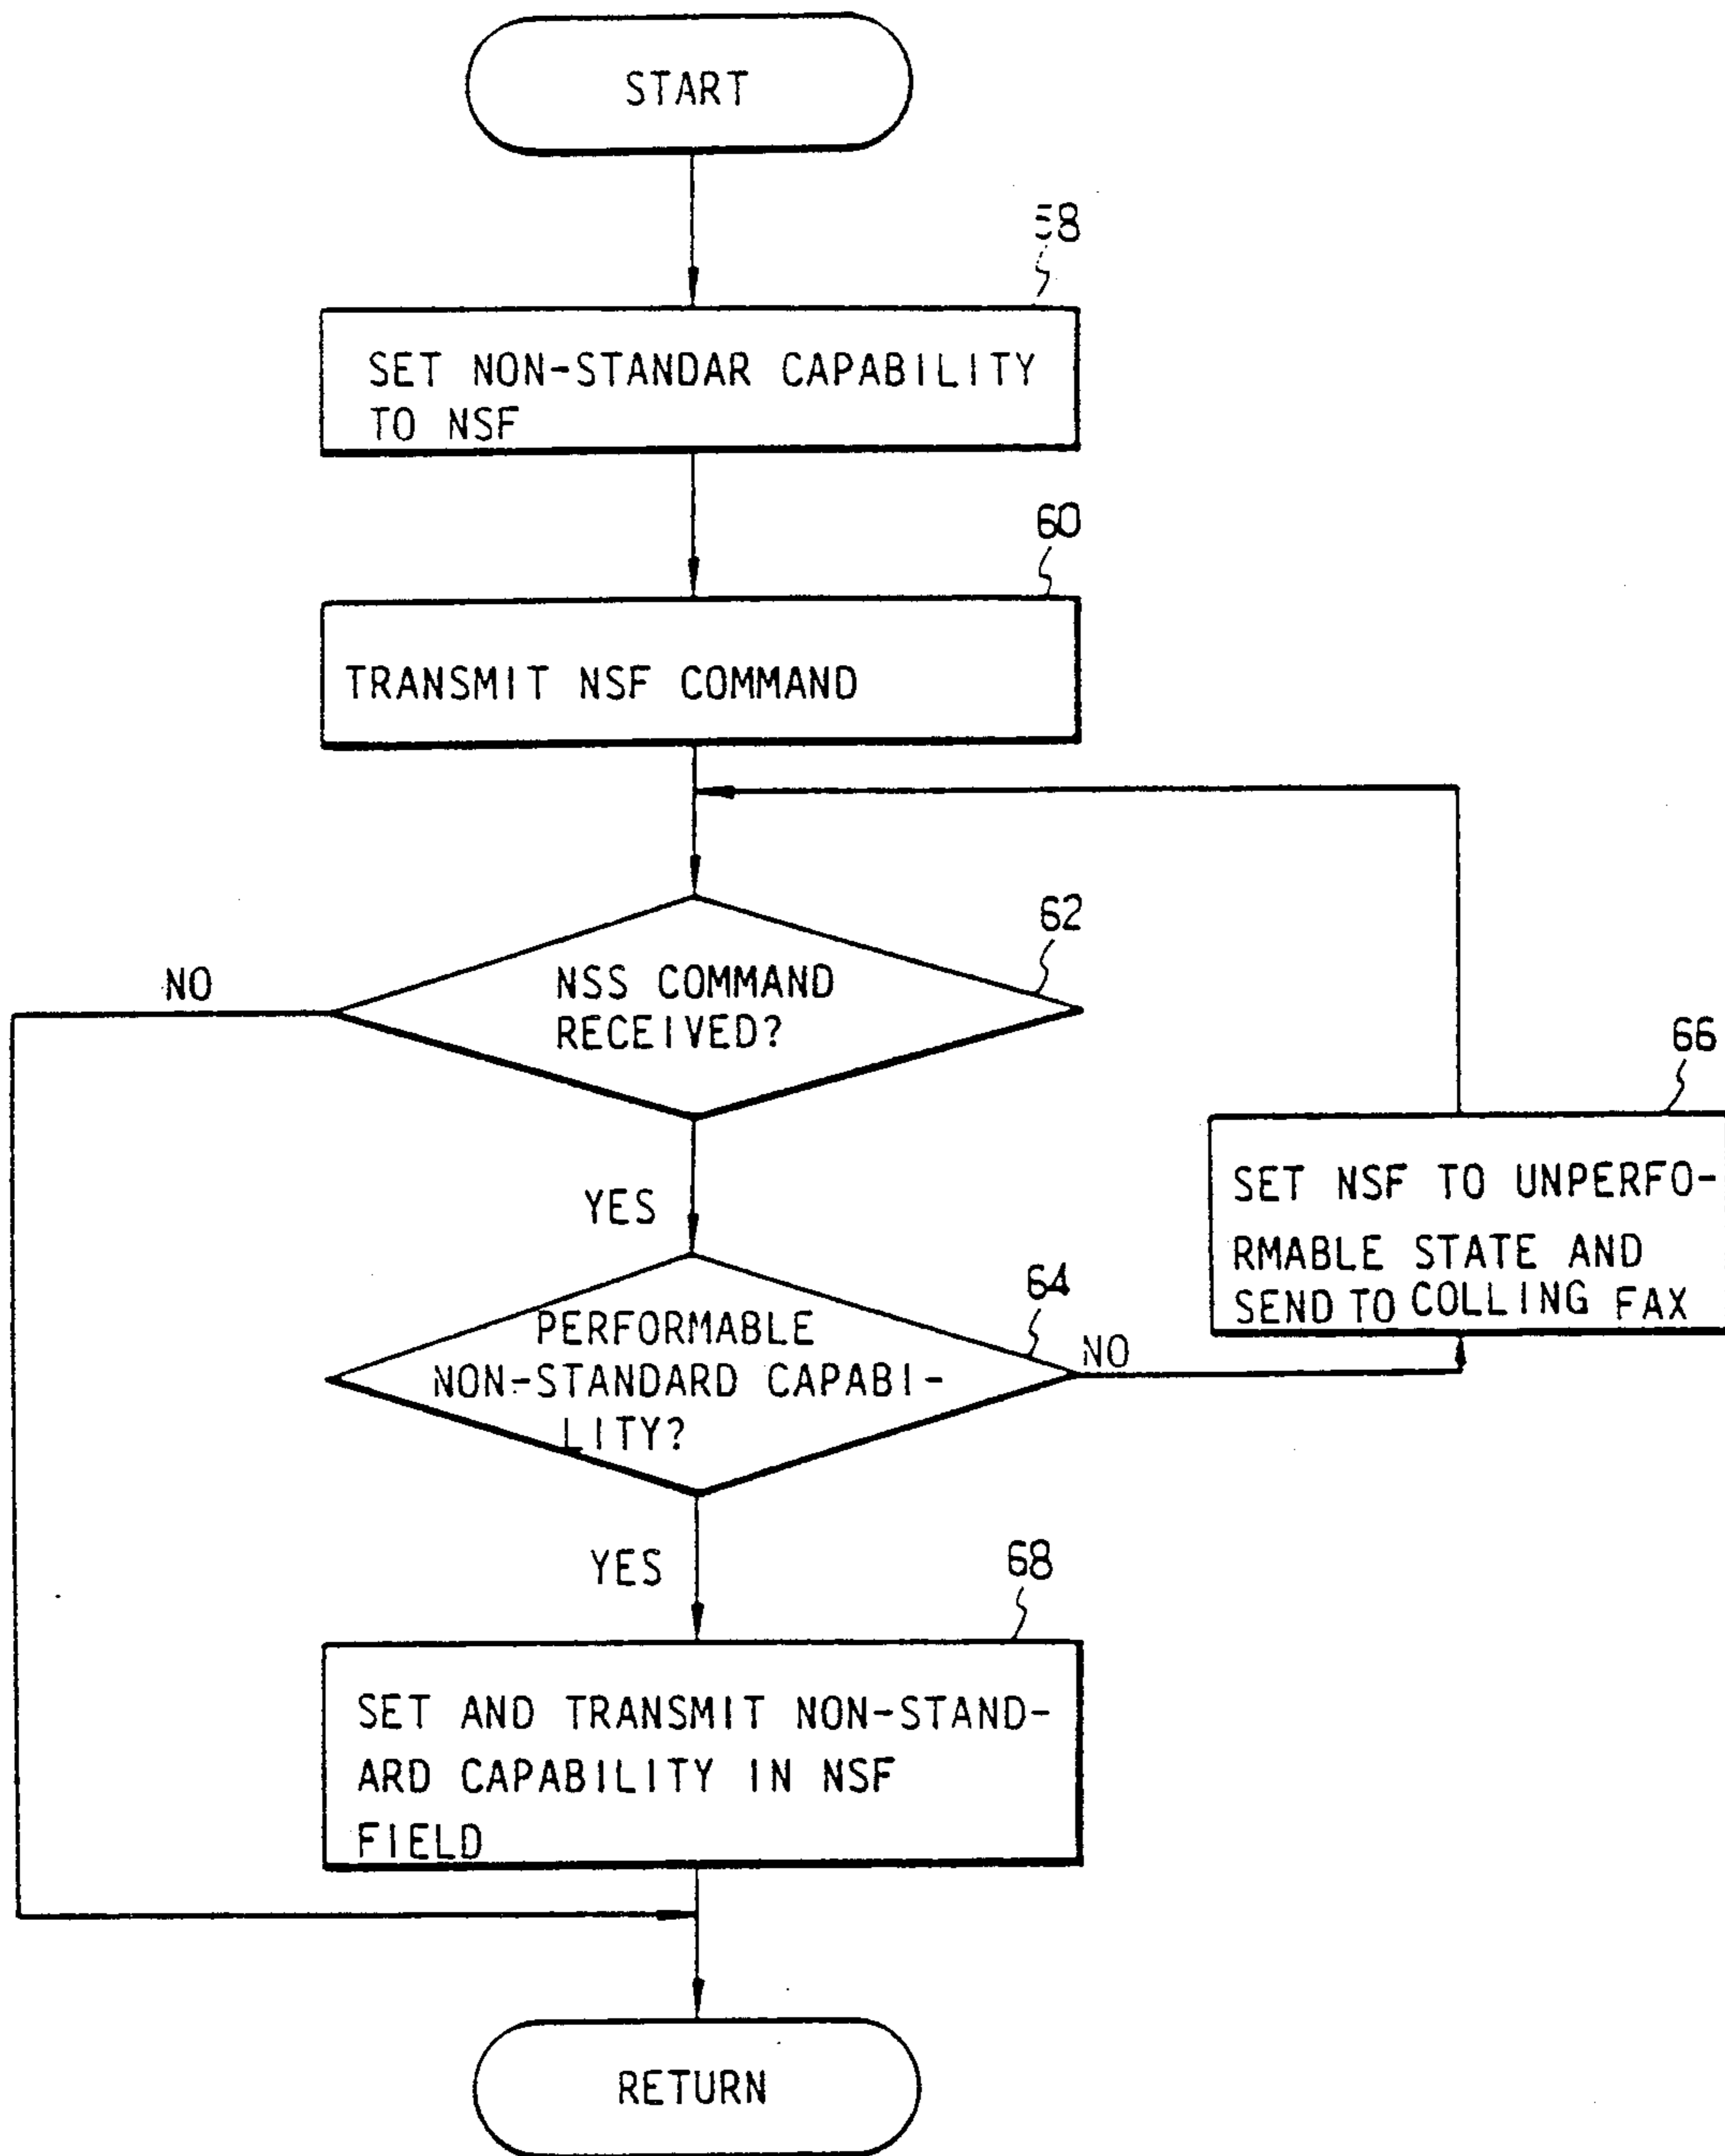 START
58
SET NON-STANDAR CAPABILITY
TO NSF
60
TRANSMIT NSF COMMAND
62
NO
NSS COMMAND
RECEIVED?
66
YES
SET NSF TO UNPERFO-
RMABLE STATE AND
SEND TO COLLING FAX
64
PERFORMABLE
NO
NON-STANDARD CAPABI-
LITY?
YES
68
SET AND TRANSMIT NON-STAND-
ARD CAPABILITY IN NSF
FIELD
RETURN